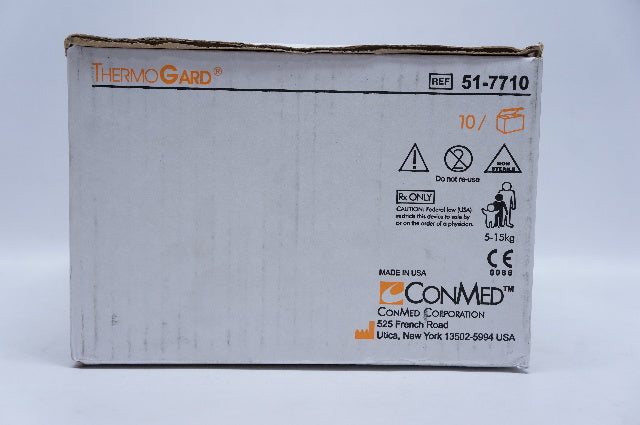 THERMOGARD®
REF 51-7710
10 /
NON
STERILE
Do not re-use
Rx ONLY
CAUTION: Federal law (USA)
restricts this device to sale by
or on the order of a physician.
5-15kg
CE
0086
MADE IN USA
CONMED™
CONMED CORPORATION
525 French Road
Utica, New York 13502-5994 USA